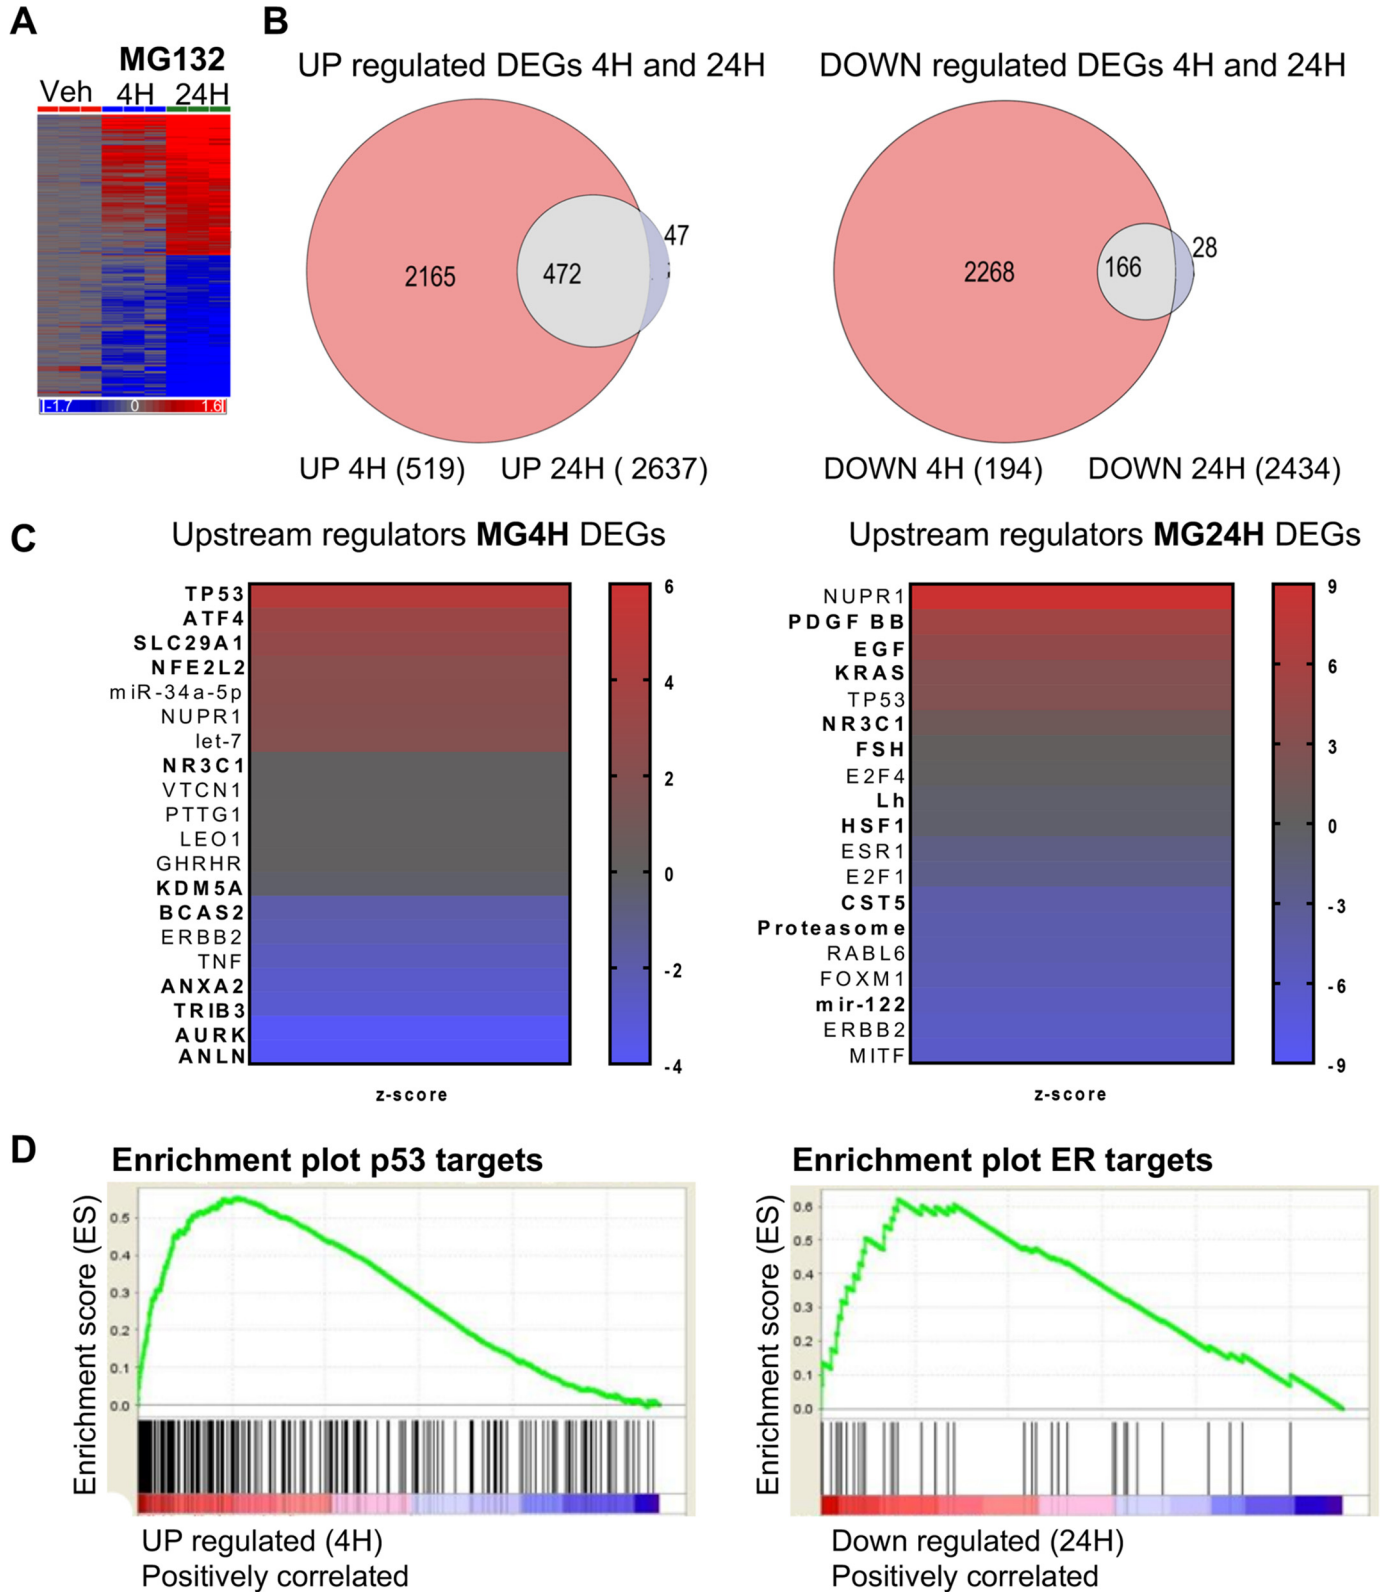 A
MG132
Veh 4H 24H
-1.7 0 1.6
B
UP regulated DEGs 4H and 24H
2165
472
47
UP 4H (519) UP 24H ( 2637)
DOWN regulated DEGs 4H and 24H
2268
166
28
DOWN 4H (194) DOWN 24H (2434)
C
Upstream regulators MG4H DEGs
TP53
ATF4
SLC29A1
NFE2L2
miR-34a-5p
NUPR1
let-7
NR3C1
VTCN1
PTTG1
LEO1
GHRHR
KDM5A
BCAS2
ERBB2
TNF
ANXA2
TRIB3
AURK
ANLN
6
4
2
0
-2
-4
z-score
Upstream regulators MG24H DEGs
NUPR1
PDGF BB
EGF
KRAS
TP53
NR3C1
FSH
E2F4
Lh
HSF1
ESR1
E2F1
CST5
Proteasome
RABL6
FOXM1
mir-122
ERBB2
MITF
9
6
3
0
-3
-6
-9
z-score
D
Enrichment plot p53 targets
Enrichment score (ES)
0.5
0.4
0.3
0.2
0.1
0.0
UP regulated (4H)
Positively correlated
Enrichment plot ER targets
Enrichment score (ES)
0.6
0.5
0.4
0.3
0.2
0.1
0.0
Down regulated (24H)
Positively correlated